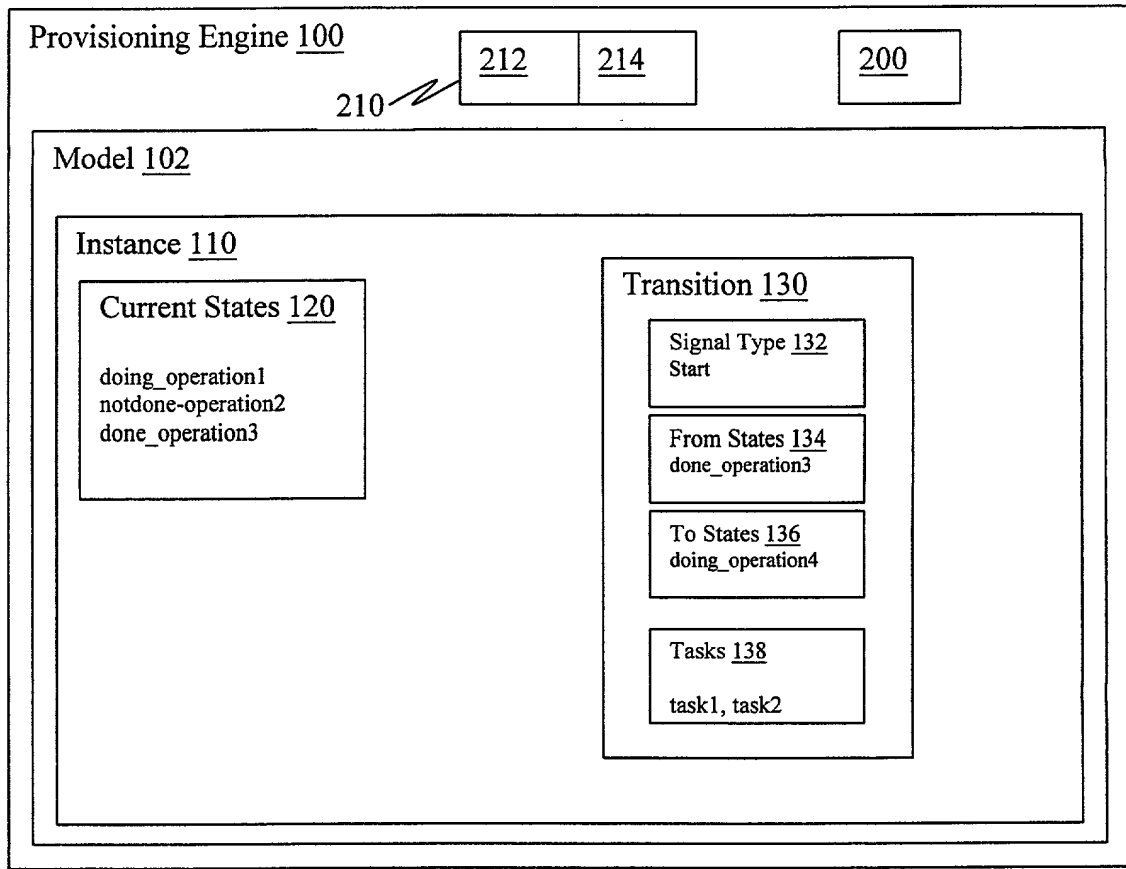 Provisioning Engine 100
212
214
200
210
Model 102
Instance 110
Current States 120
doing_operation1
notdone-operation2
done_operation3
Transition 130
Signal Type 132
Start
From States 134
done_operation3
To States 136
doing_operation4
Tasks 138
task1, task2